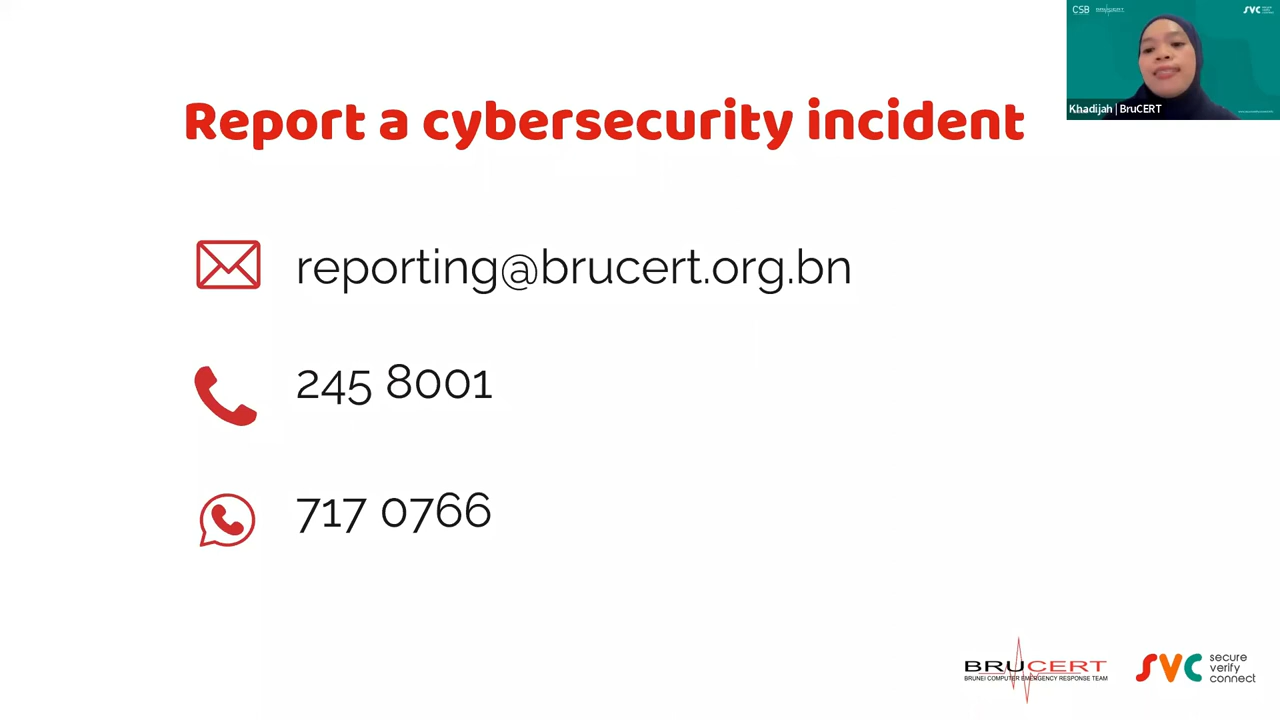 CSB
SVC
Khadijah | BruCERT
Report a cybersecurity incident
reporting@brucert.org.bn
245 8001
717 0766
BRUCERT
BRUNEI COMPUTER EMERGENCY RESPONSE TEAM
SVC
secure
verify
connect